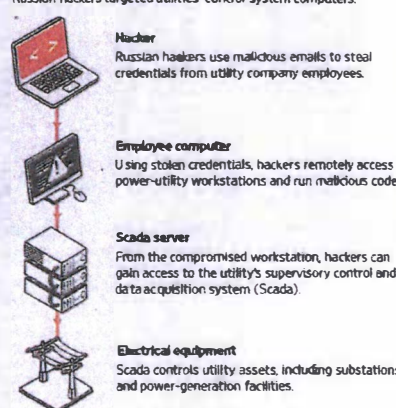 Russian hackers targeted utilities' control system computers.
Hacker
Russian hackers use malicious emails to steal
credentials from utility company employees.
Employee computer
Using stolen credentials, hackers remotely access
power-utility workstations and run malicious code
Scada server
From the compromised workstation, hackers can
gain access to the utility's supervisory control and
data acquisition system (Scada).
Electrical equipment
Scada controls utility assets, including substations
and power-generation facilities.